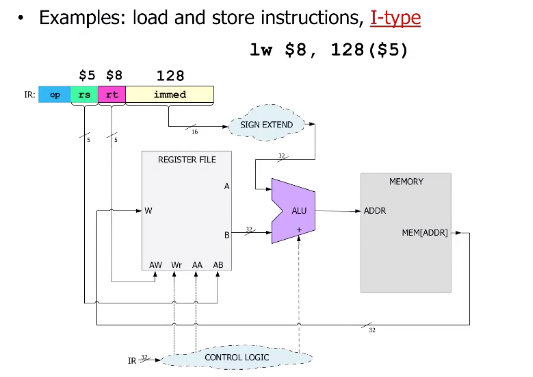 • Examples: load and store instructions, I-type
lw $8, 128($5)
$5 $8 128
IR: op rs rt immed
16
SIGN EXTEND
5 5
32
REGISTER FILE
MEMORY
A
W
ALU
ADDR
B
32
+
MEM[ADDR]
AW Wr AA AB
32
IR 32
CONTROL LOGIC